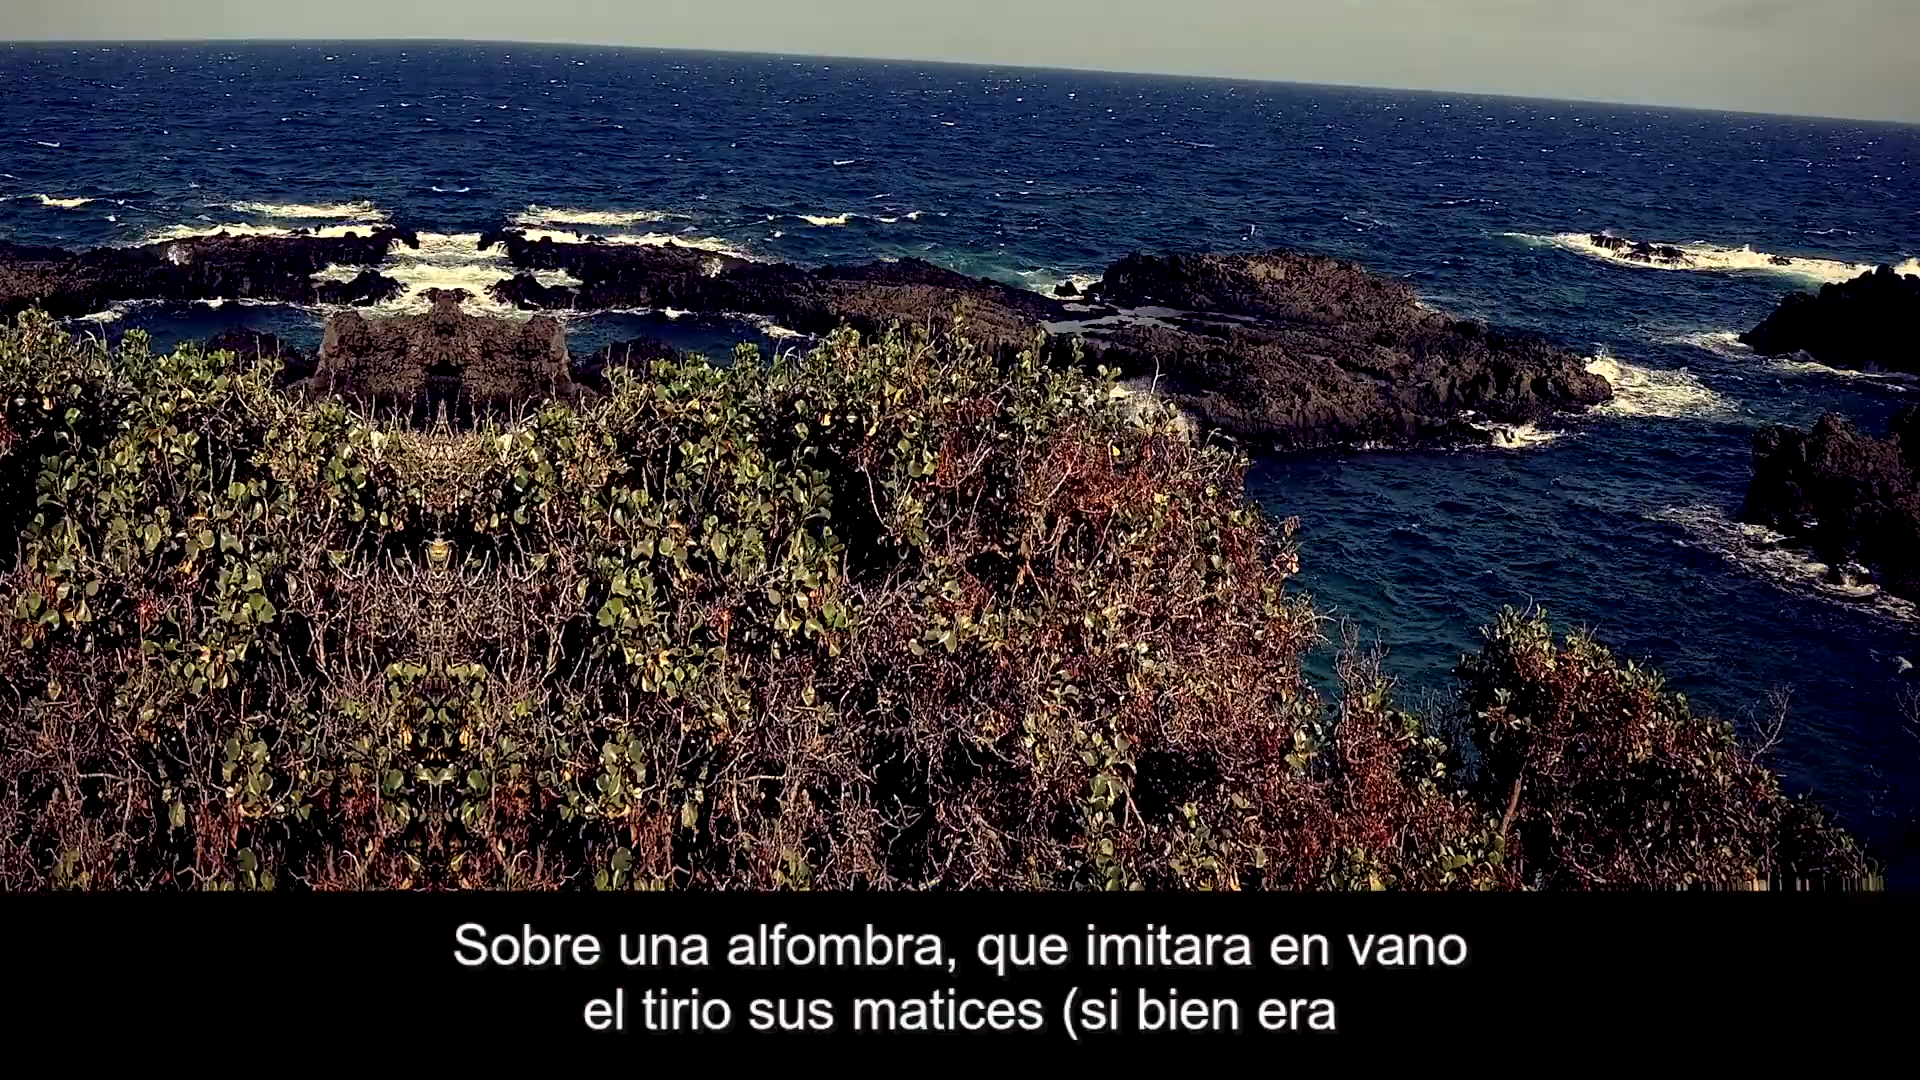 Sobre una alfombra, que imitara en vano
el tirio sus matices (si bien era